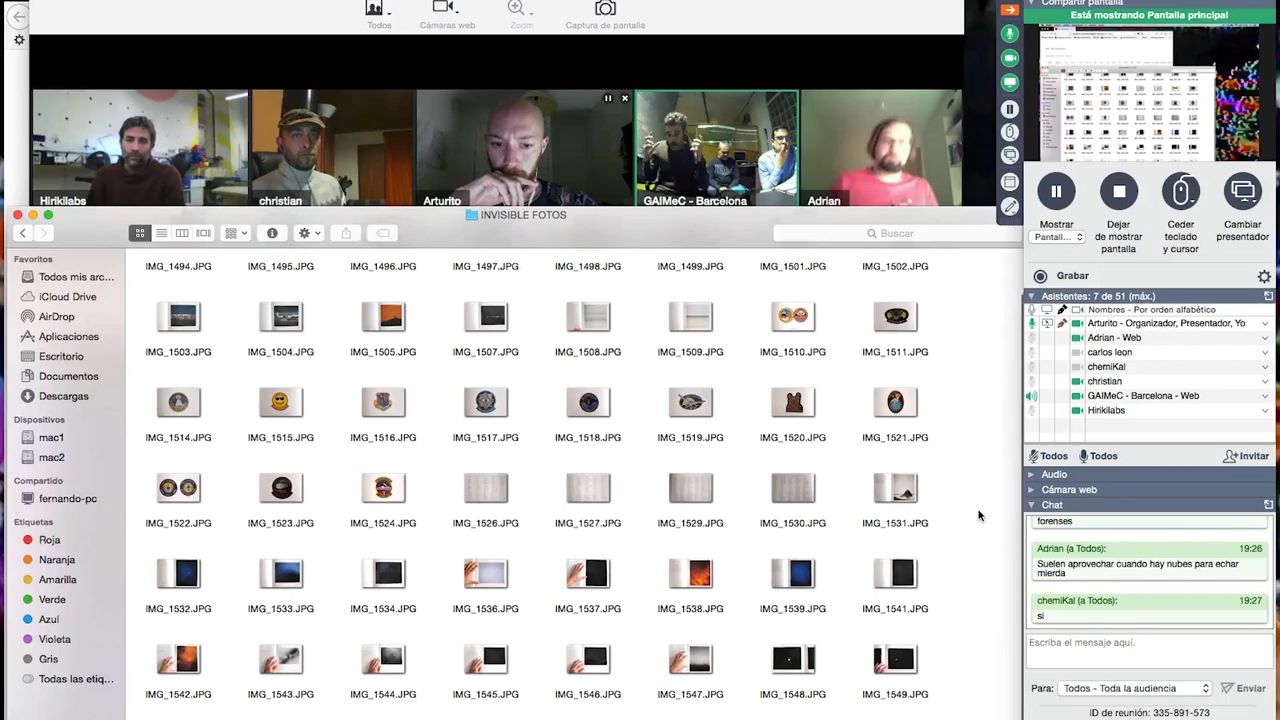 Todos
Cámaras web
Zoom
Captura de pantalla
Compartir pantalla
Está mostrando Pantalla principal
Hirikilabs
christian
Arturito
GAIMeC - Barcelona
Adrian
Mostrar
Pantall...
Dejar de mostrar pantalla
Ceder teclado y cursor
Cambiar presentador
Grabar
INVISIBLE FOTOS
Buscar
Favoritos
Todos mis arc...
iCloud Drive
AirDrop
Aplicaciones
Escritorio
Documentos
Descargas
Dispositivos
mac1
mac2
Compartido
fernando-pc
Etiquetas
Roja
Naranja
Amarilla
Verde
Azul
Violeta
Gris
Todas las etiq...
IMG_1494.JPG IMG_1495.JPG IMG_1496.JPG IMG_1497.JPG IMG_1498.JPG IMG_1499.JPG IMG_1501.JPG IMG_1502.JPG
IMG_1503.JPG IMG_1504.JPG IMG_1505.JPG IMG_1507.JPG IMG_1508.JPG IMG_1509.JPG IMG_1510.JPG IMG_1511.JPG
IMG_1514.JPG IMG_1515.JPG IMG_1516.JPG IMG_1517.JPG IMG_1518.JPG IMG_1519.JPG IMG_1520.JPG IMG_1521.JPG
IMG_1522.JPG IMG_1523.JPG IMG_1524.JPG IMG_1526.JPG IMG_1527.JPG IMG_1529.JPG IMG_1530.JPG IMG_1531.JPG
IMG_1532.JPG IMG_1533.JPG IMG_1534.JPG IMG_1536.JPG IMG_1537.JPG IMG_1538.JPG IMG_1539.JPG IMG_1541.JPG
IMG_1542.JPG IMG_1543.JPG IMG_1544.JPG IMG_1545.JPG IMG_1546.JPG IMG_1547.JPG IMG_1548.JPG IMG_1549.JPG
Asistentes: 7 de 51 (máx.)
Nombres - Por orden alfabético
Arturito - Organizador, Presentador, Yo
Adrian - Web
carlos leon
chemiKal
christian
GAIMeC - Barcelona - Web
Hirikilabs
Todos Todos Invitar
Audio
Cámara web
Chat
forenses
Adrian (a Todos): 19:26
Suelen aprovechar cuando hay nubes para echar
mierda
chemiKal (a Todos): 19:27
si
Escriba el mensaje aquí.
Para: Todos - Toda la audiencia Enviar
ID de reunión: 335-891-573